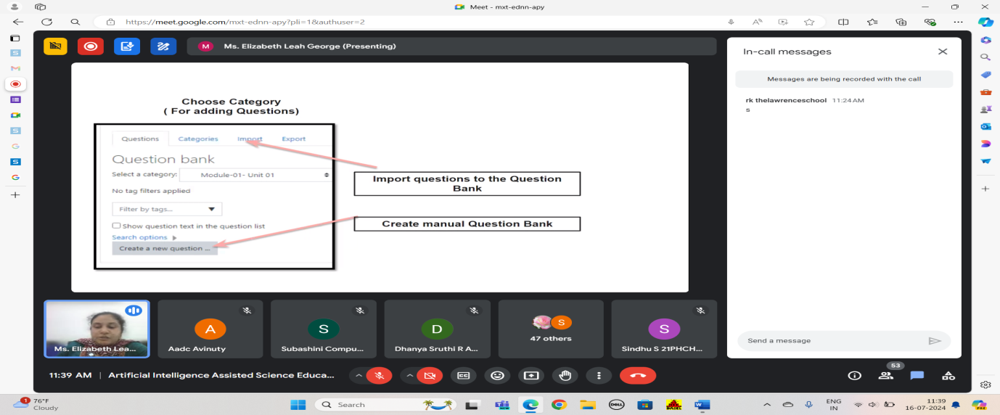 Meet - mxt-ednn-apy
https://meet.google.com/mxt-ednn-apy?pli=1&authuser=2
M Ms. Elizabeth Leah George (Presenting)
Choose Category
( For adding Questions)
Questions Categories Import Export
Question bank
Select a category: Module-01- Unit 01
No tag filters applied
Filter by tags...
Show question text in the question list
Search options
Create a new question ...
Import questions to the Question
Bank
Create manual Question Bank
In-call messages
Messages are being recorded with the call
rk thelawrenceschool 11:24 AM
s
Send a message
Ms. Elizabeth Lea...
A
Aadc Avinuty
S
Subashini Compu...
D
Dhanya Sruthi R A...
S
47 others
S
Sindhu S 21PHCH...
11:39 AM | Artificial Intelligence Assisted Science Educa...
CC
53
1
76°F
Cloudy
Search
NEW
DELL
W
ENG
IN
11:39
16-07-2024
PRE